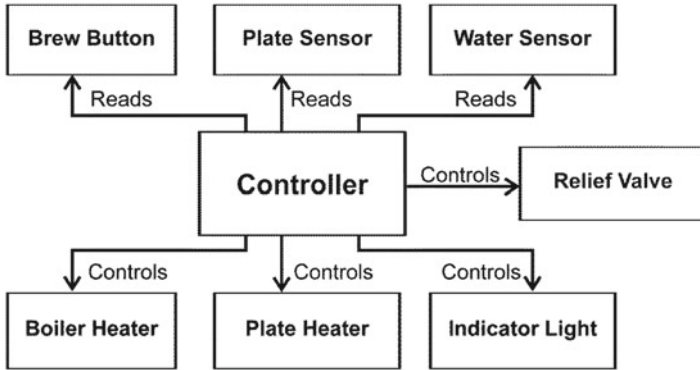 Brew Button
Plate Sensor
Water Sensor
Reads
Reads
Reads
Controller
Controls
Relief Valve
Controls
Controls
Controls
Boiler Heater
Plate Heater
Indicator Light